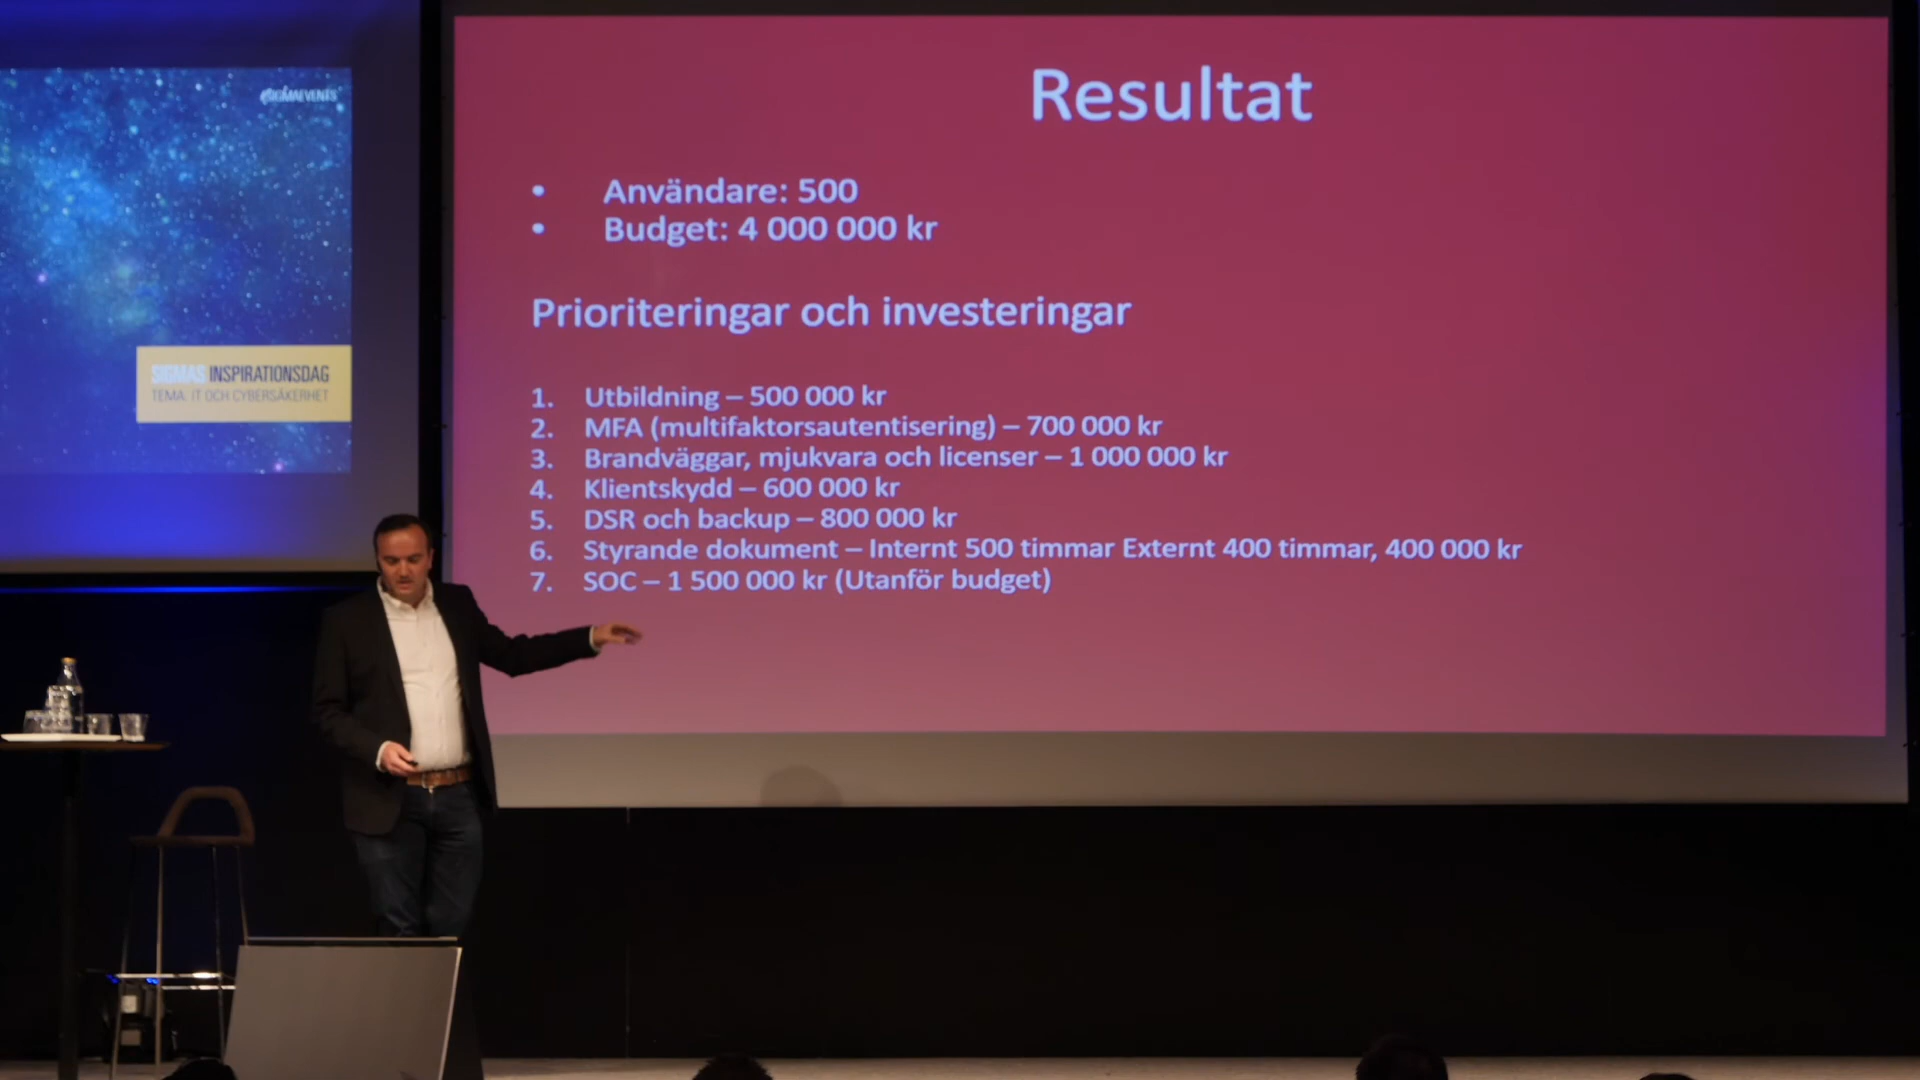 SIGMAEVENTS
SIGMAS INSPIRATIONSDAG
TEMA: IT OCH CYBERSÄKERHET
Resultat
• Användare: 500
• Budget: 4 000 000 kr
Prioriteringar och investeringar
1. Utbildning – 500 000 kr
2. MFA (multifaktorsautentisering) – 700 000 kr
3. Brandväggar, mjukvara och licenser – 1 000 000 kr
4. Klientskydd – 600 000 kr
5. DSR och backup – 800 000 kr
6. Styrande dokument – Internt 500 timmar Externt 400 timmar, 400 000 kr
7. SOC – 1 500 000 kr (Utanför budget)